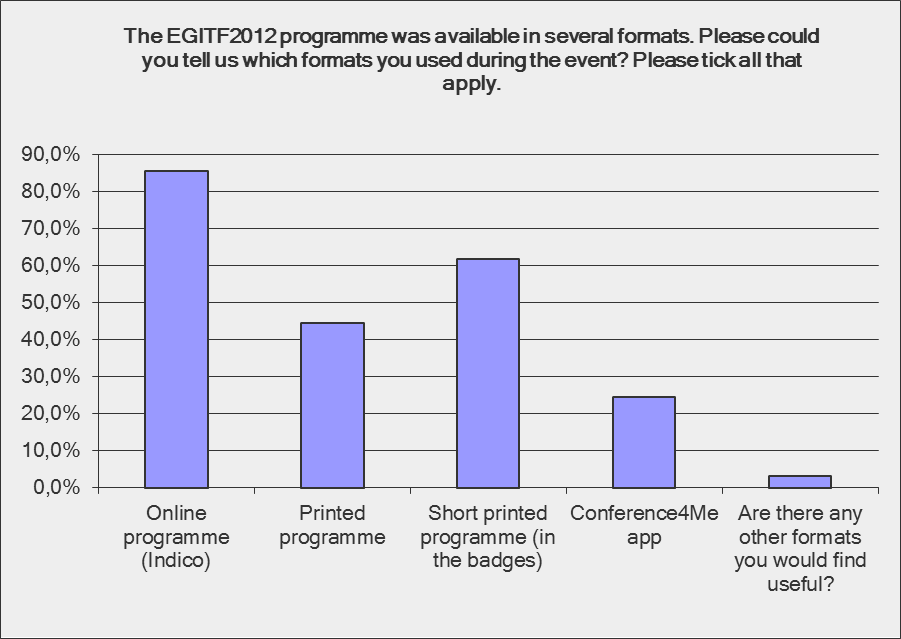 The EGITF2012 programme was available in several formats. Please could
you tell us which formats you used during the event? Please tick all that
apply.
90,0%
80,0%
70,0%
60,0%
50,0%
40,0%
30,0%
20,0%
10,0%
0,0%
Online
programme
(Indico)
Printed
programme
Short printed
programme (in
the badges)
Conference4Me
app
Are there any
other formats
you would find
useful?